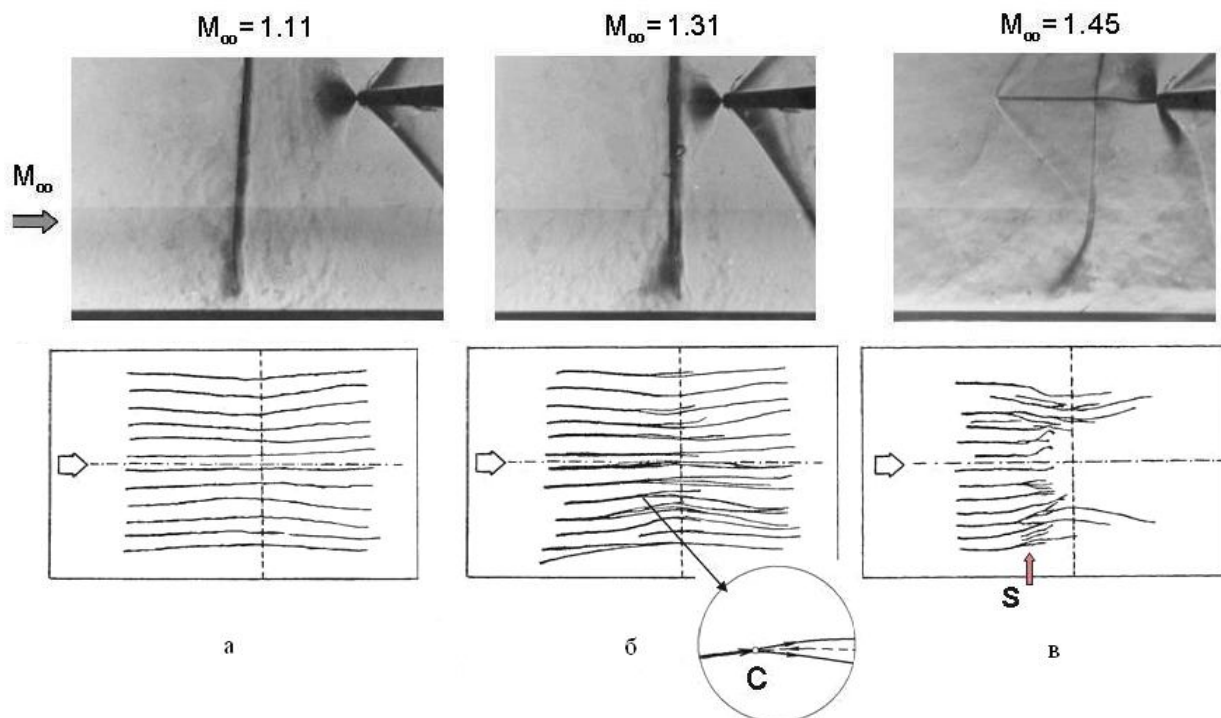 M∞ = 1.11
M∞ = 1.31
M∞ = 1.45
M∞
S
C
а
б
в